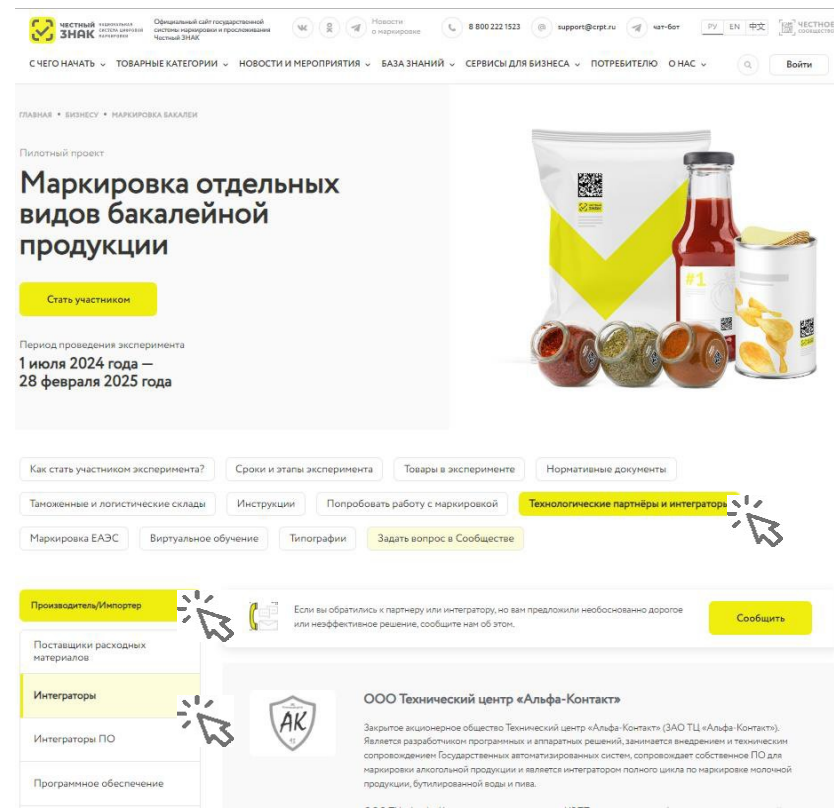 ЧЕСТНЫЙ ЗНАК
НАЦИОНАЛЬНАЯ СИСТЕМА ЦИФРОВОЙ МАРКИРОВКИ
Официальный сайт государственной системы маркировки и прослеживания Честный ЗНАК
Новости о маркировке
8 800 222 1523
support@crpt.ru
чат-бот
РУ EN 中文
ЧЕСТНОЕ СООБЩЕСТВО
С ЧЕГО НАЧАТЬ ТОВАРНЫЕ КАТЕГОРИИ НОВОСТИ И МЕРОПРИЯТИЯ БАЗА ЗНАНИЙ СЕРВИСЫ ДЛЯ БИЗНЕСА ПОТРЕБИТЕЛЮ О НАС Войти
ГЛАВНАЯ • БИЗНЕСУ • МАРКИРОВКА БАКАЛЕИ
Пилотный проект
Маркировка отдельных
видов бакалейной
продукции
Стать участником
Период проведения эксперимента
1 июля 2024 года —
28 февраля 2025 года
#1
Как стать участником эксперимента? Сроки и этапы эксперимента Товары в эксперименте Нормативные документы
Таможенные и логистические склады Инструкции Попробовать работу с маркировкой Технологические партнёры и интеграторы
Маркировка ЕАЭС Виртуальное обучение Типографии Задать вопрос в Сообществе
Производитель/Импортер
Поставщики расходных
материалов
Интеграторы
Интеграторы ПО
Программное обеспечение
Если вы обратились к партнеру или интегратору, но вам предложили необоснованно дорогое
или неэффективное решение, сообщите нам об этом.
Сообщить
АК
ООО Технический центр «Альфа-Контакт»
Закрытое акционерное общество Технический центр «Альфа-Контакт» (ЗАО ТЦ «Альфа-Контакт»).
Является разработчиком программных и аппаратных решений, занимается внедрением и техническим
сопровождением Государственных автоматизированных систем, сопровождает собственное ПО для
маркировки алкогольной продукции и является интегратором полного цикла по маркировке молочной
продукции, бутилированной воды и пива.